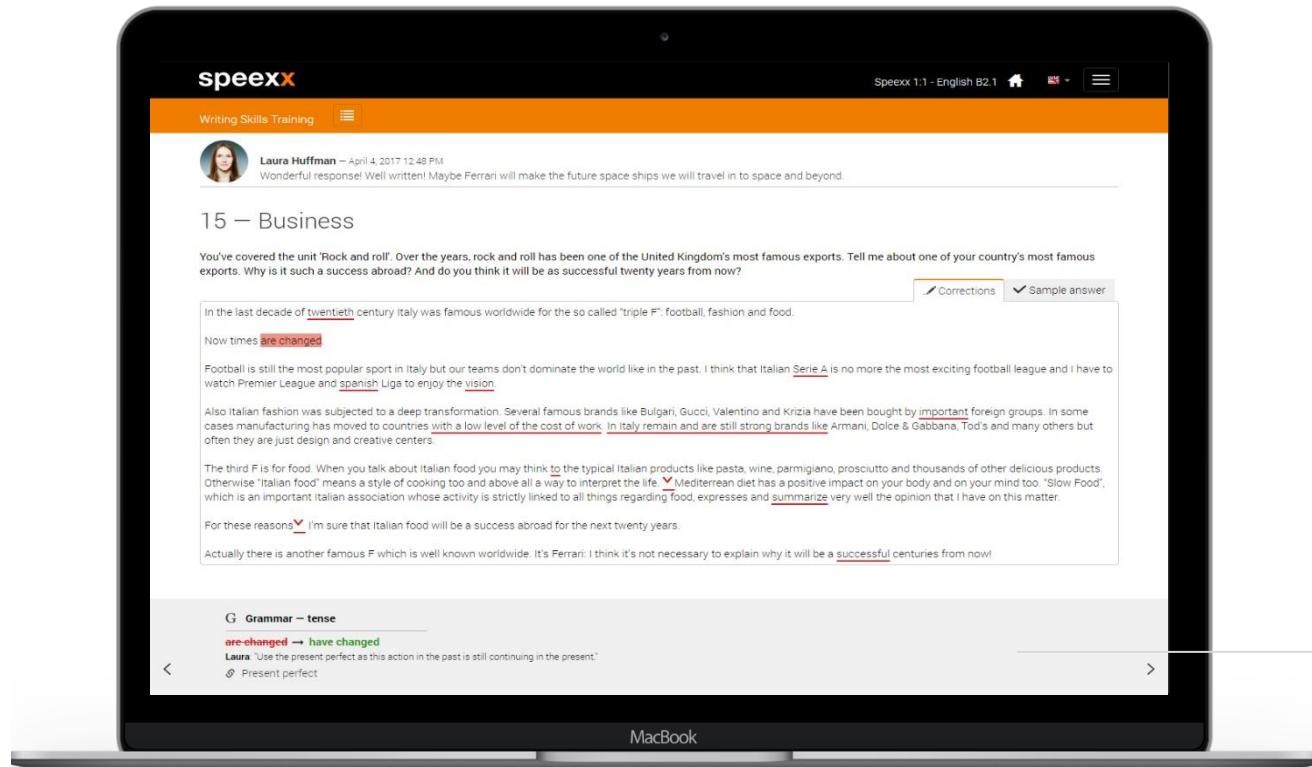 speexx
Speexx 1:1 - English B2.1
Writing Skills Training
Laura Huffman – April 4, 2017 12:48 PM
Wonderful response! Well written! Maybe Ferrari will make the future space ships we will travel in to space and beyond.
15 — Business
You've covered the unit 'Rock and roll'. Over the years, rock and roll has been one of the United Kingdom's most famous exports. Tell me about one of your country's most famous
exports. Why is it such a success abroad? And do you think it will be as successful twenty years from now?
Corrections
Sample answer
In the last decade of twentieth century Italy was famous worldwide for the so called "triple F": football, fashion and food.
Now times are changed.
Football is still the most popular sport in Italy but our teams don't dominate the world like in the past. I think that Italian Serie A is no more the most exciting football league and I have to
watch Premier League and spanish Liga to enjoy the vision.
Also Italian fashion was subjected to a deep transformation. Several famous brands like Bulgari, Gucci, Valentino and Krizia have been bought by important foreign groups. In some
cases manufacturing has moved to countries with a low level of the cost of work. In Italy remain and are still strong brands like Armani, Dolce & Gabbana, Tod's and many others but
often they are just design and creative centers.
The third F is for food. When you talk about Italian food you may think to the typical Italian products like pasta, wine, parmigiano, prosciutto and thousands of other delicious products.
Otherwise "Italian food" means a style of cooking too and above all a way to interpret the life. Mediterrean diet has a positive impact on your body and on your mind too. "Slow Food",
which is an important Italian association whose activity is strictly linked to all things regarding food, expresses and summarize very well the opinion that I have on this matter.
For these reasons I'm sure that Italian food will be a success abroad for the next twenty years.
Actually there is another famous F which is well known worldwide. It's Ferrari: I think it's not necessary to explain why it will be a successful centuries from now!
G Grammar – tense
are changed → have changed
Laura: "Use the present perfect as this action in the past is still continuing in the present."
Present perfect
MacBook